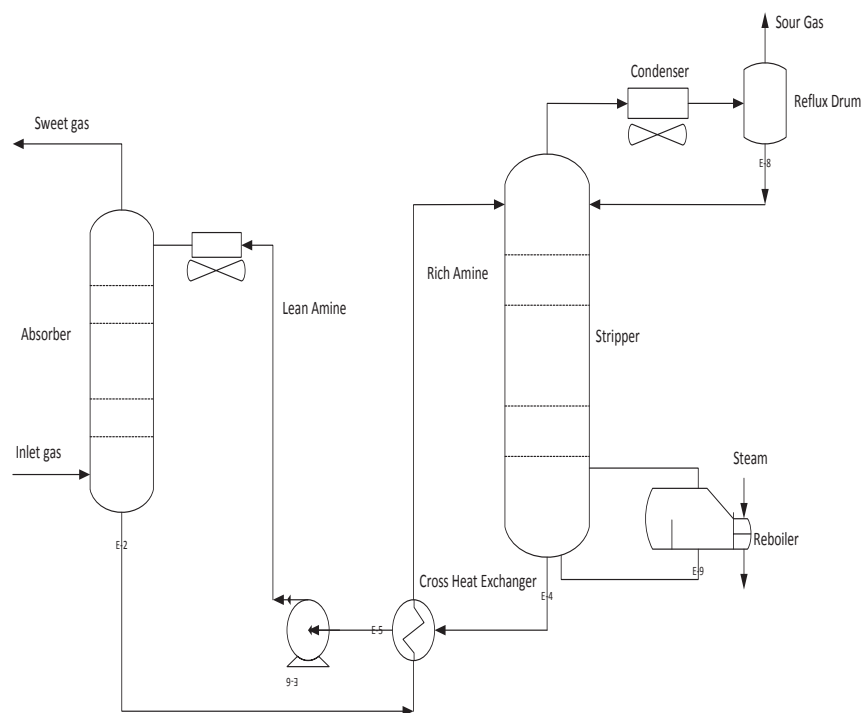 Sour Gas
Condenser
Reflux Drum
Sweet gas
E-8
Rich Amine
Lean Amine
Absorber
Stripper
Inlet gas
Steam
E-2
Reboiler
E-9
Cross Heat Exchanger
E-4
E-5
9-3